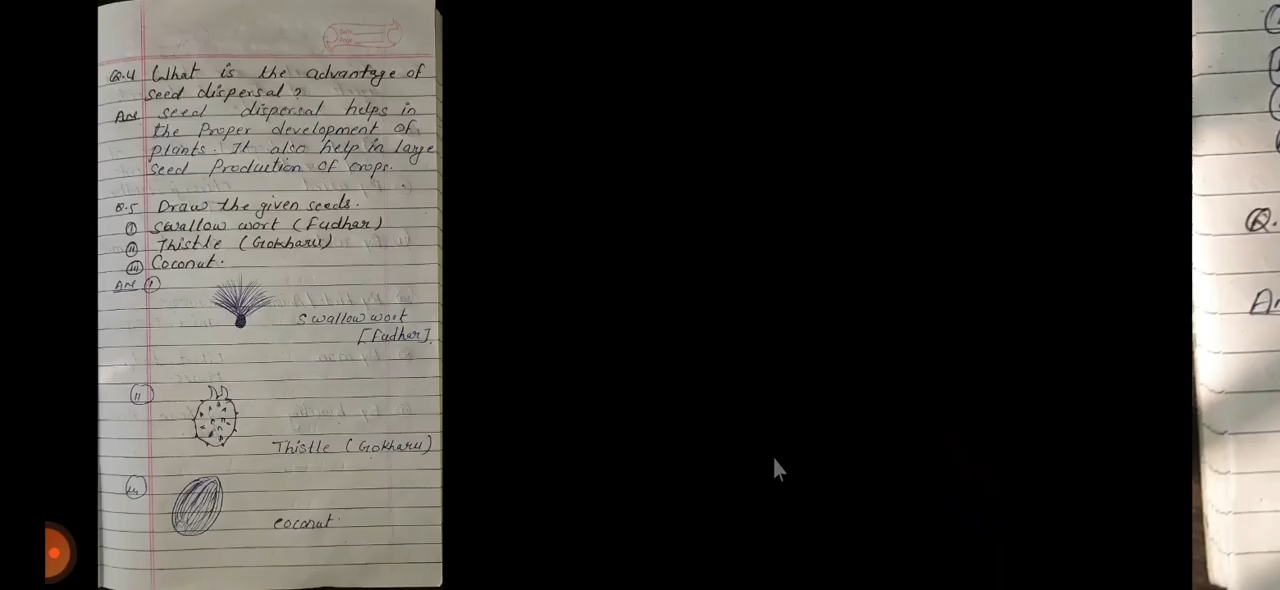 Date
Page
Q.4 What is the advantage of
seed dispersal?
Ans seed dispersal helps in
the Proper development of
plants. It also help in large
seed Production of crops.
Q.5 Draw the given seeds.
(i) Swallow wort (Fudhar)
(ii) Thistle (Gokharu)
(iii) Coconut.
Ans (i)
Swallow wort
[Fudhar].
(ii)
Thistle (Gokharu)
(iii)
coconut.
Q.